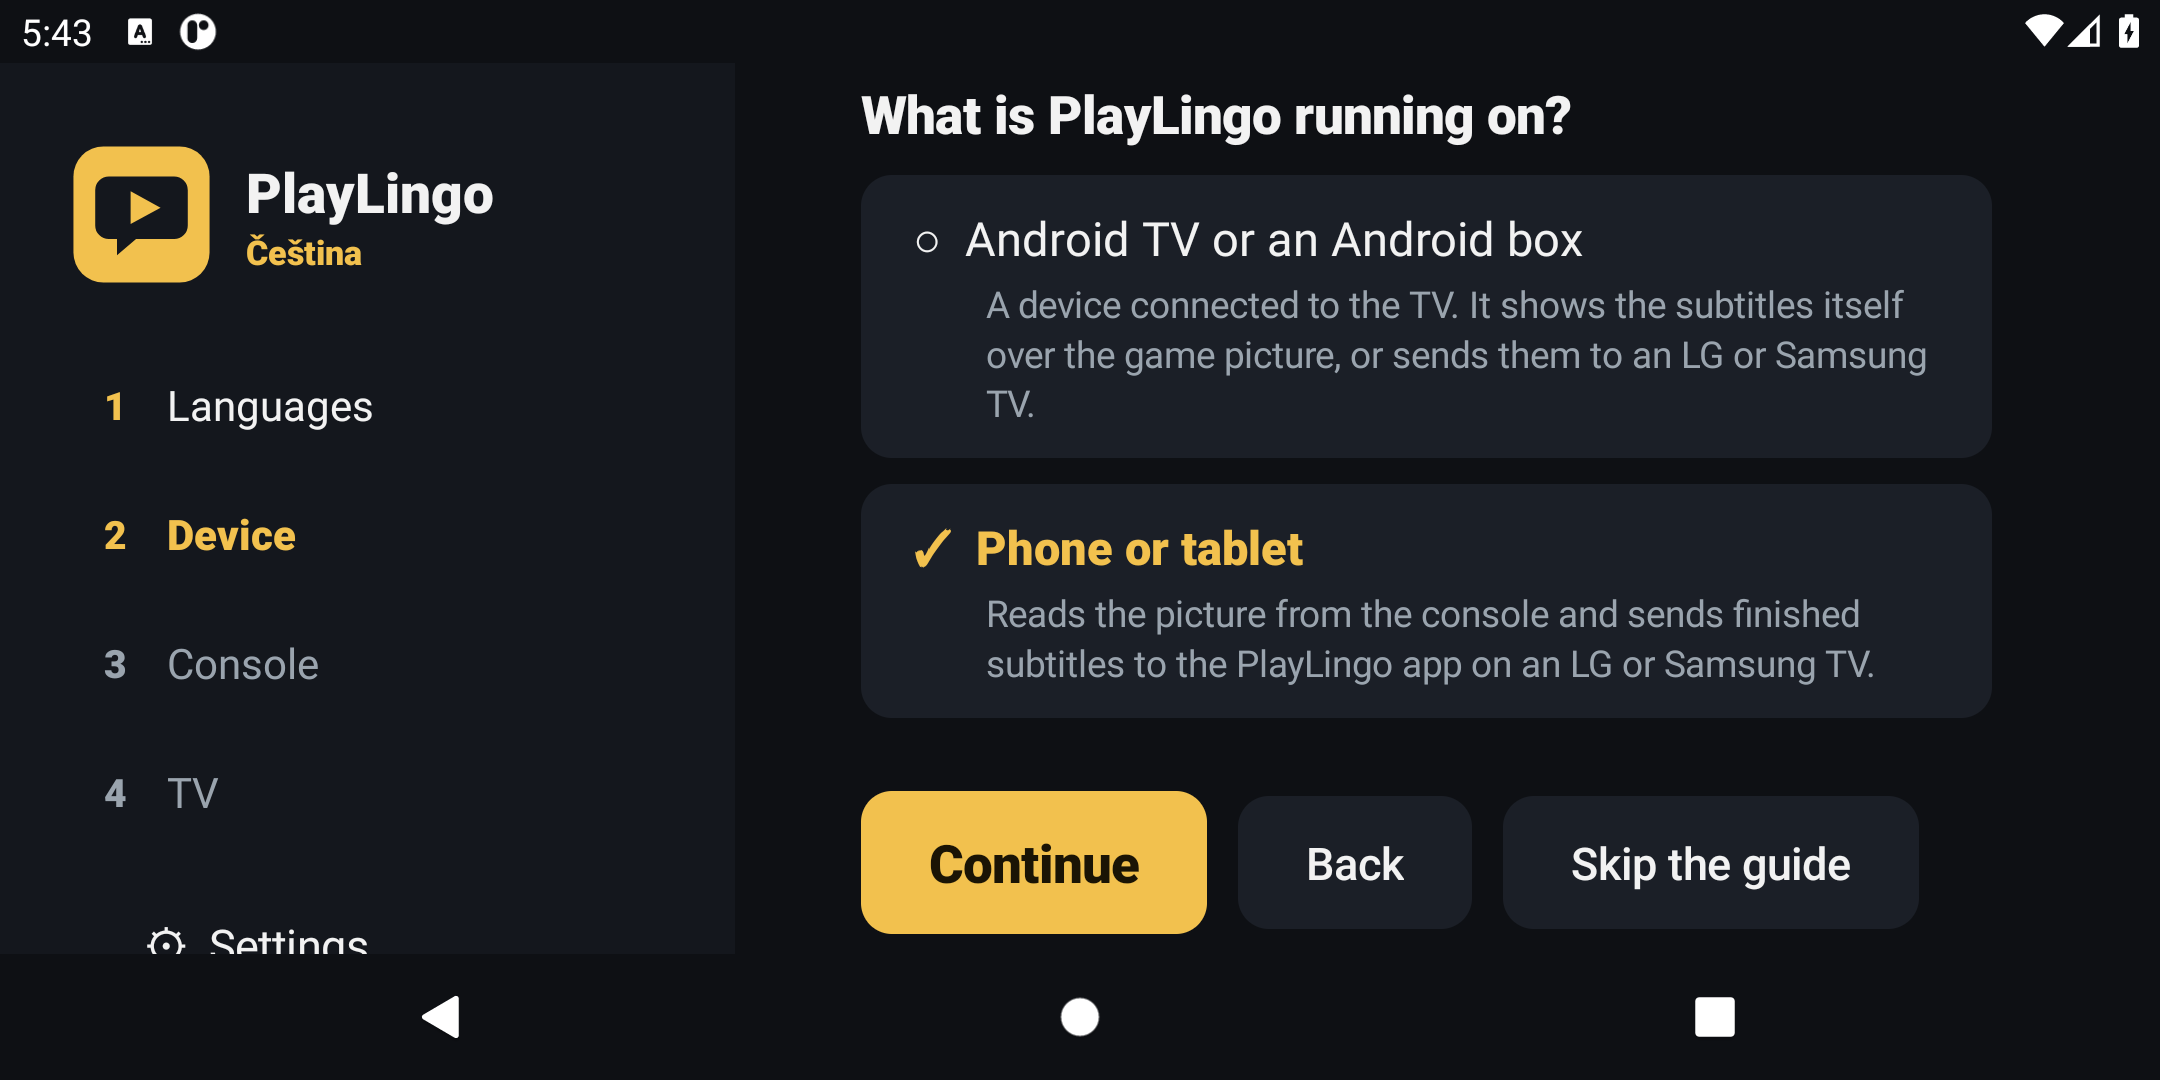 5:43
PlayLingo
Čeština
1 Languages
2 Device
3 Console
4 TV
Settings
What is PlayLingo running on?
Android TV or an Android box
A device connected to the TV. It shows the subtitles itself
over the game picture, or sends them to an LG or Samsung
TV.
✓ Phone or tablet
Reads the picture from the console and sends finished
subtitles to the PlayLingo app on an LG or Samsung TV.
Continue
Back
Skip the guide